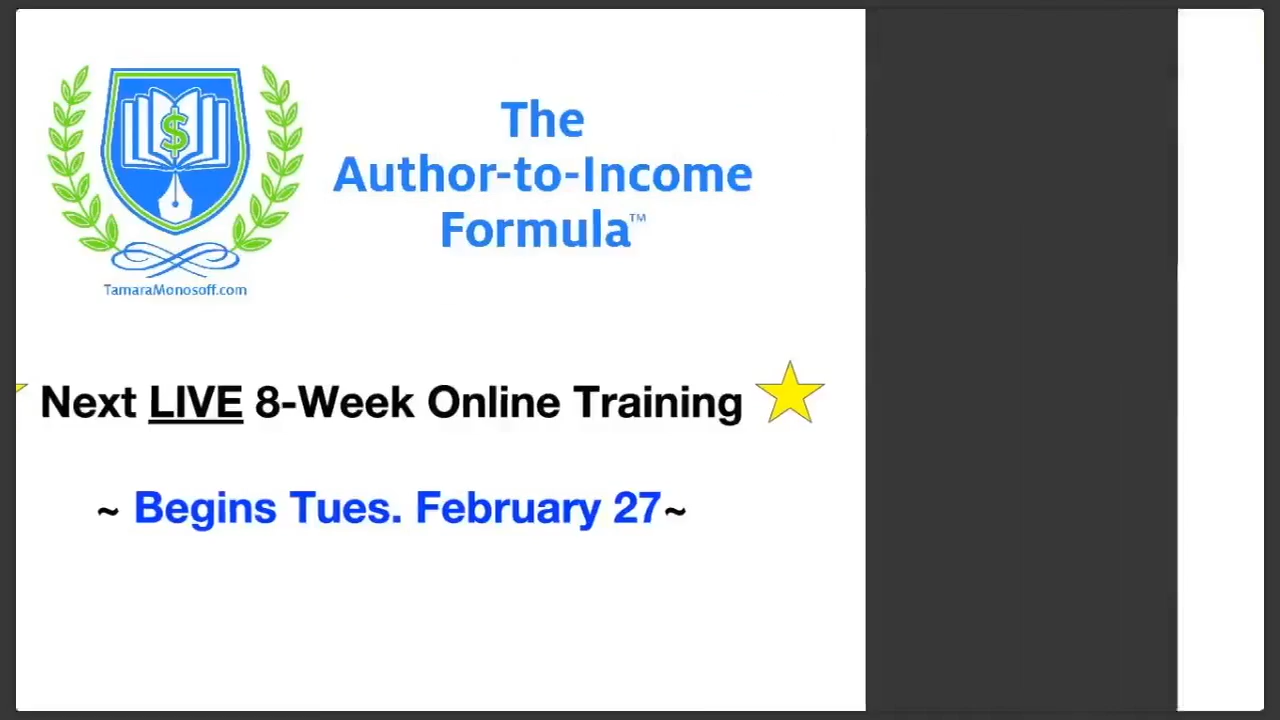 The
Author-to-Income
Formula™
$
TamaraMonosoff.com
Next LIVE 8-Week Online Training
~ Begins Tues. February 27~